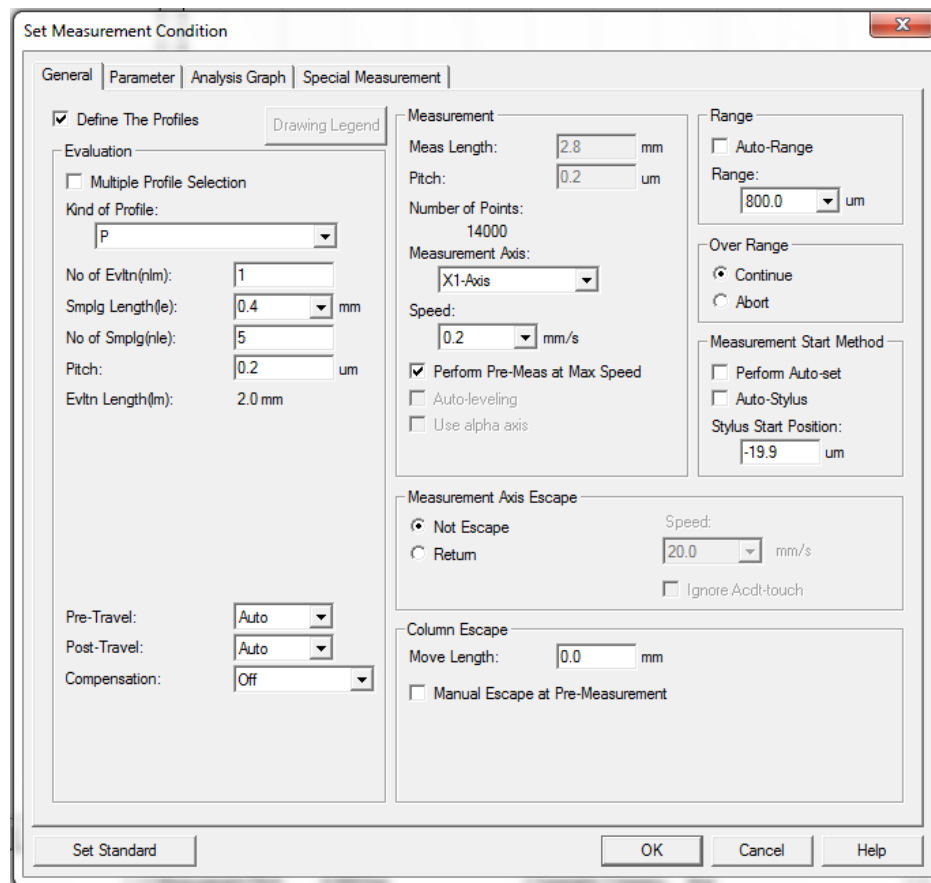 Set Measurement Condition
General Parameter Analysis Graph Special Measurement
Define The Profiles Drawing Legend
Evaluation
Multiple Profile Selection
Kind of Profile:
P
No of Evltn(nlm): 1
Smplg Length(le): 0.4 mm
No of Smplg(nle): 5
Pitch: 0.2 um
Evltn Length(lm): 2.0 mm
Pre-Travel: Auto
Post-Travel: Auto
Compensation: Off
Measurement
Meas Length: 2.8 mm
Pitch: 0.2 um
Number of Points:
14000
Measurement Axis:
X1-Axis
Speed:
0.2 mm/s
Perform Pre-Meas at Max Speed
Auto-leveling
Use alpha axis
Range
Auto-Range
Range:
800.0 um
Over Range
Continue
Abort
Measurement Start Method
Perform Auto-set
Auto-Stylus
Stylus Start Position:
-19.9 um
Measurement Axis Escape
Not Escape
Return
Speed:
20.0 mm/s
Ignore Acdt-touch
Column Escape
Move Length: 0.0 mm
Manual Escape at Pre-Measurement
Set Standard OK Cancel Help